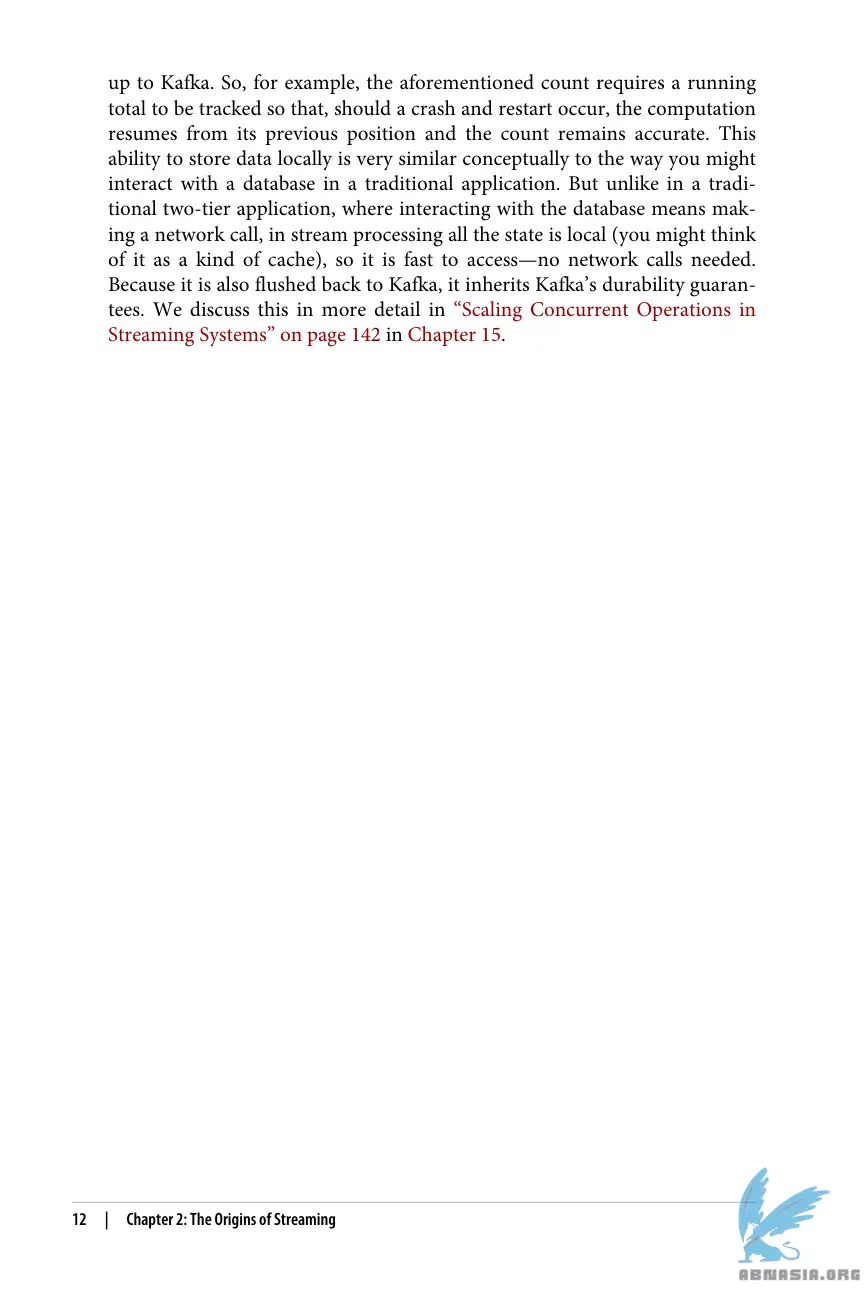 up to Kafka. So, for example, the aforementioned count requires a running
total to be tracked so that, should a crash and restart occur, the computation
resumes from its previous position and the count remains accurate. This
ability to store data locally is very similar conceptually to the way you might
interact with a database in a traditional application. But unlike in a tradi-
tional two-tier application, where interacting with the database means mak-
ing a network call, in stream processing all the state is local (you might think
of it as a kind of cache), so it is fast to access—no network calls needed.
Because it is also flushed back to Kafka, it inherits Kafka’s durability guaran-
tees. We discuss this in more detail in “Scaling Concurrent Operations in
Streaming Systems” on page 142 in Chapter 15.
12 | Chapter 2: The Origins of Streaming
ABNASIA.ORG